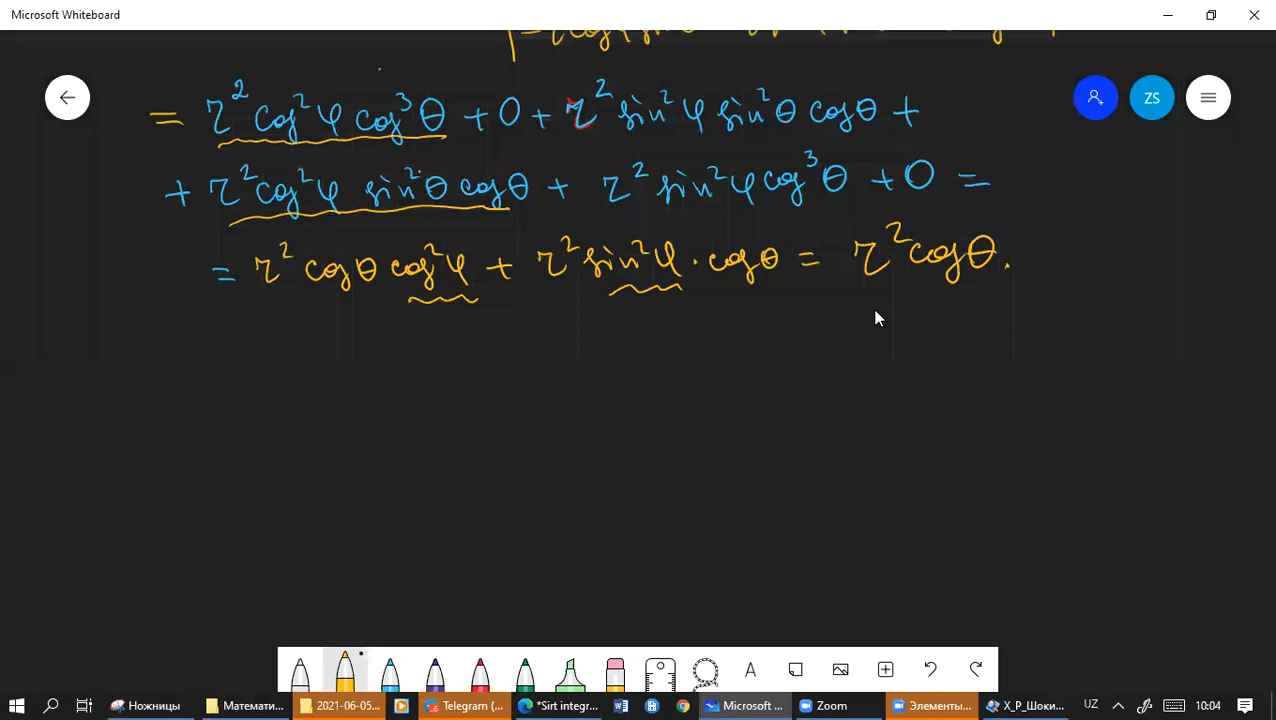 Microsoft Whiteboard
= r² cos²φ cos³θ + 0 + r² sin²φ sin²θ cosθ +
+ r² cos²φ sin²θ cosθ + r² sin²φ cos³θ + 0 =
= r² cosθ cos²φ + r² sin²φ · cosθ = r² cosθ.
ZS
A
Ножницы
Математи...
2021-06-05...
Telegram (...
*Sirt integr...
Microsoft ...
Zoom
Элементы...
X_P_Шоки...
UZ
10:04